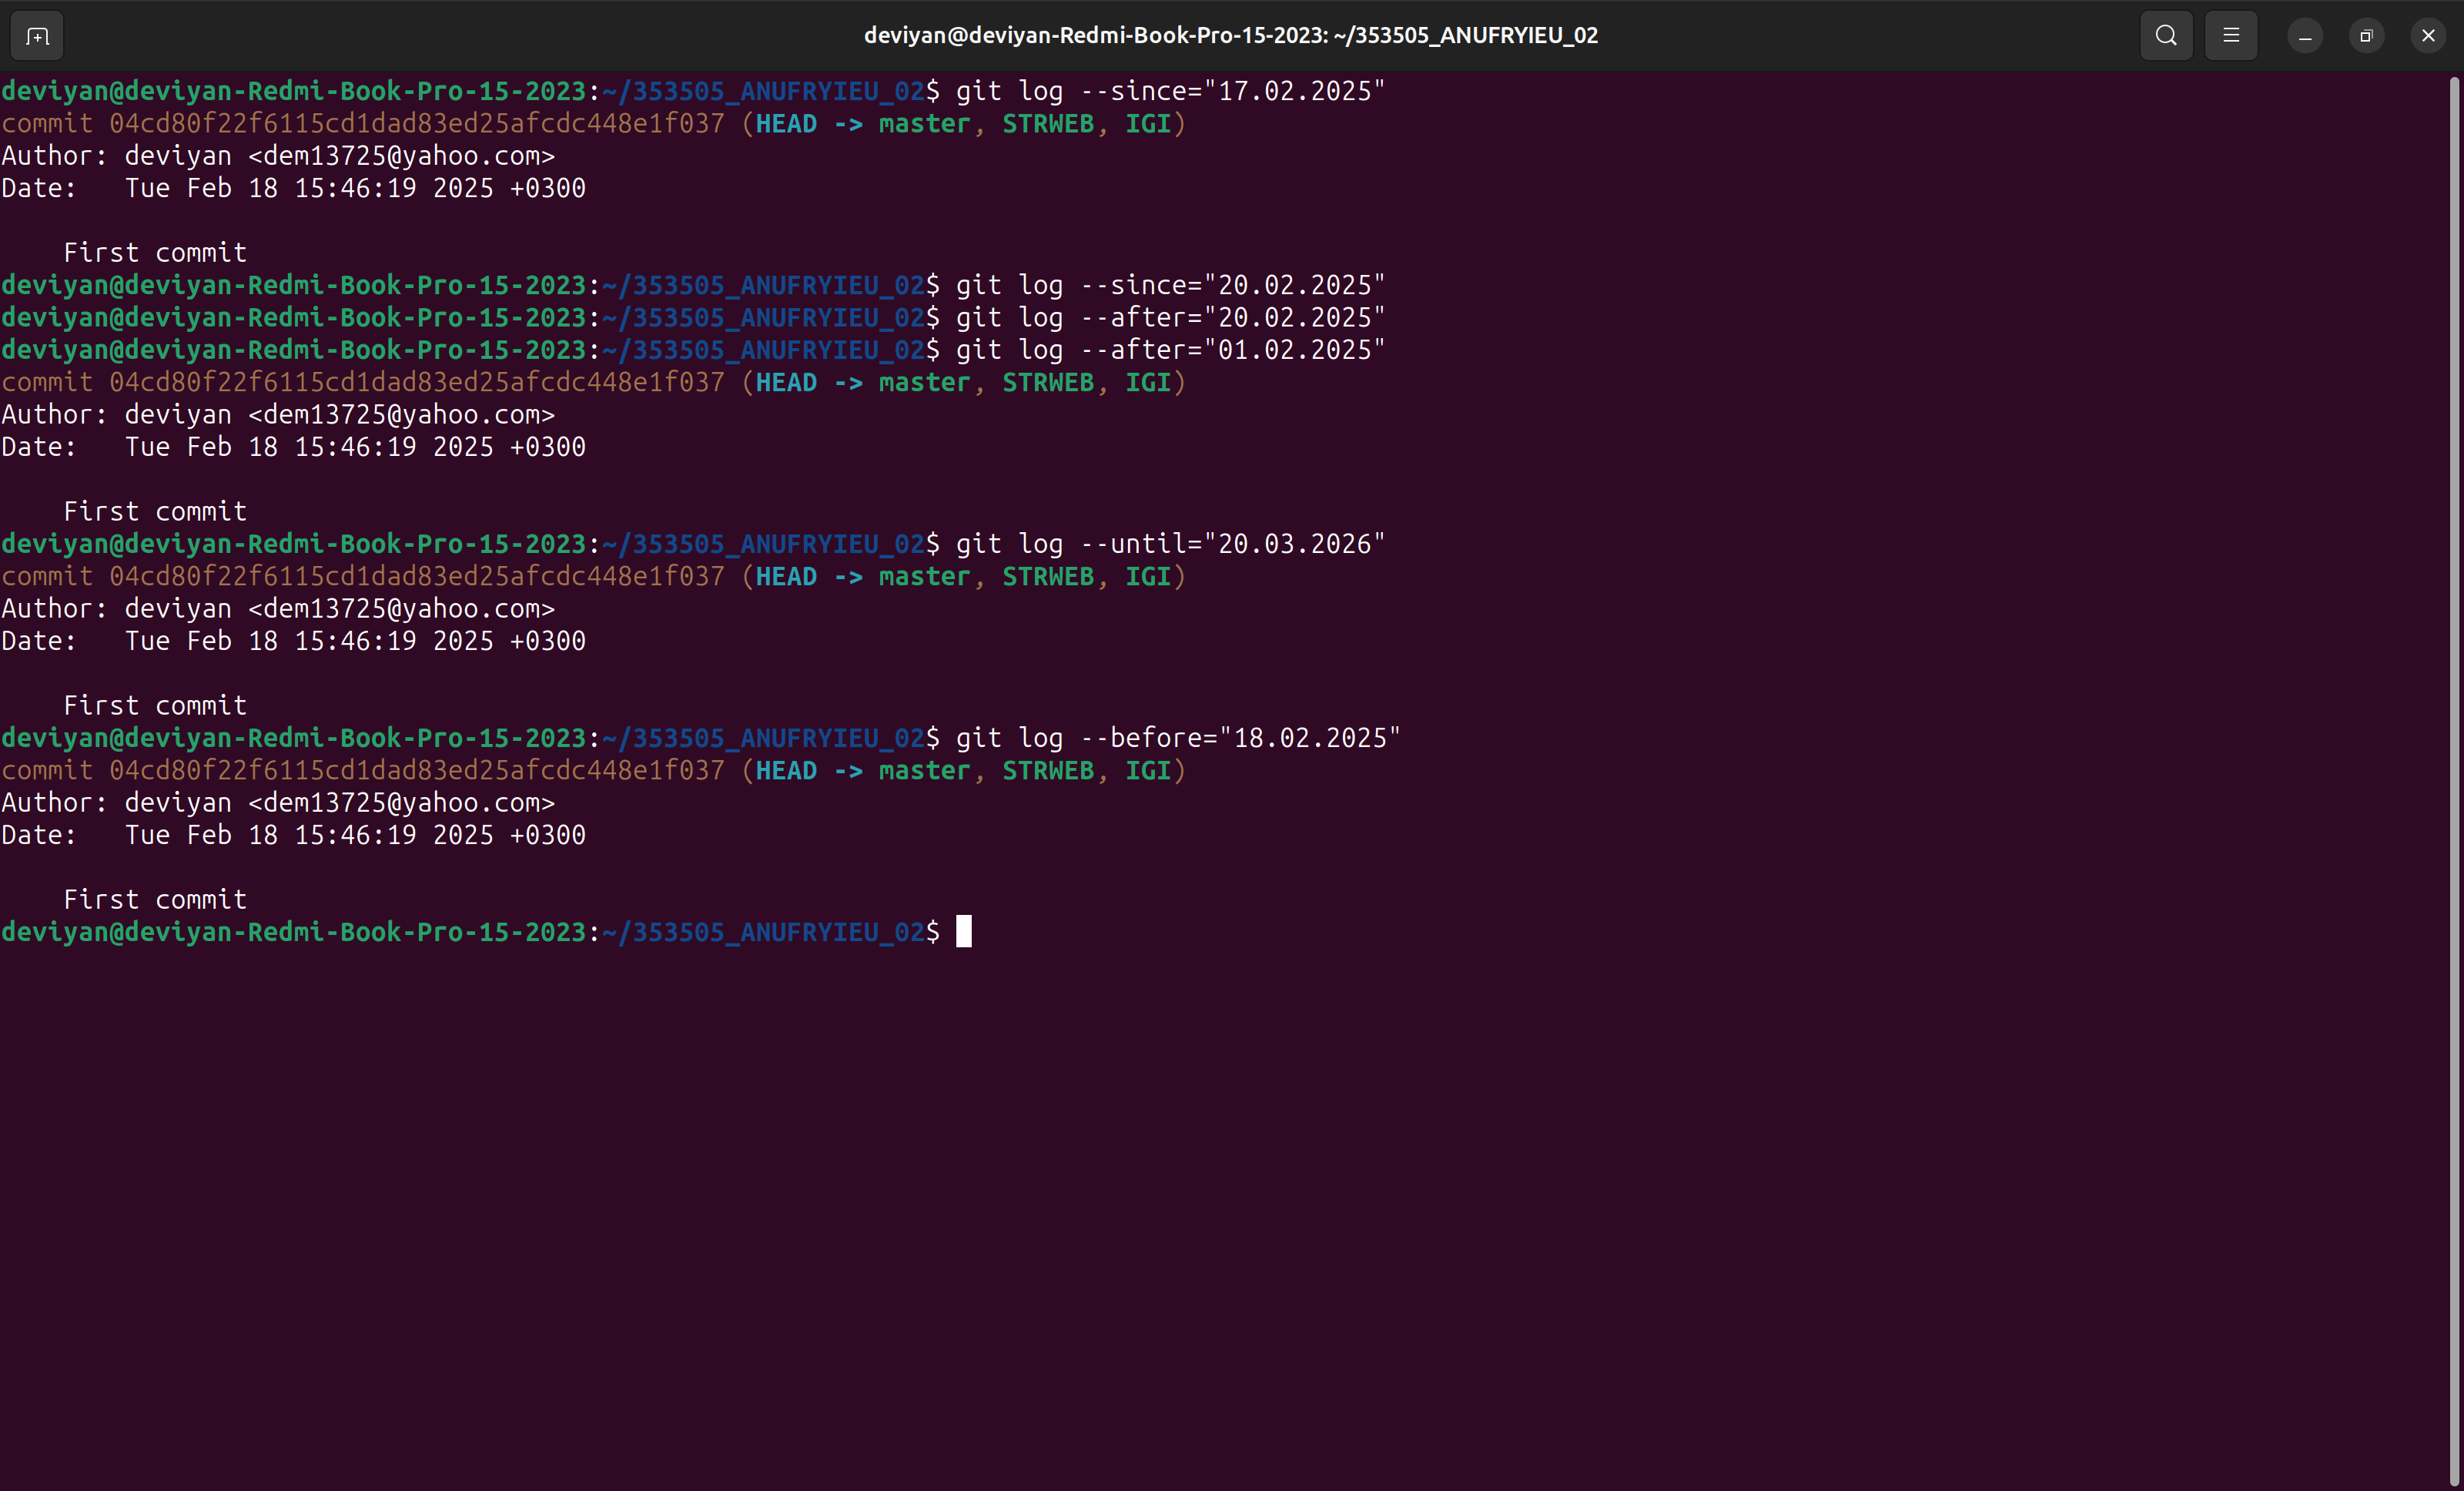 deviyan@deviyan-Redmi-Book-Pro-15-2023: ~/353505_ANUFRYIEU_02
deviyan@deviyan-Redmi-Book-Pro-15-2023:~/353505_ANUFRYIEU_02$ git log --since="17.02.2025"
commit 04cd80f22f6115cd1dad83ed25afcdc448e1f037 (HEAD -> master, STRWEB, IGI)
Author: deviyan <dem13725@yahoo.com>
Date:   Tue Feb 18 15:46:19 2025 +0300
    First commit
deviyan@deviyan-Redmi-Book-Pro-15-2023:~/353505_ANUFRYIEU_02$ git log --since="20.02.2025"
deviyan@deviyan-Redmi-Book-Pro-15-2023:~/353505_ANUFRYIEU_02$ git log --after="20.02.2025"
deviyan@deviyan-Redmi-Book-Pro-15-2023:~/353505_ANUFRYIEU_02$ git log --after="01.02.2025"
commit 04cd80f22f6115cd1dad83ed25afcdc448e1f037 (HEAD -> master, STRWEB, IGI)
Author: deviyan <dem13725@yahoo.com>
Date:   Tue Feb 18 15:46:19 2025 +0300
    First commit
deviyan@deviyan-Redmi-Book-Pro-15-2023:~/353505_ANUFRYIEU_02$ git log --until="20.03.2026"
commit 04cd80f22f6115cd1dad83ed25afcdc448e1f037 (HEAD -> master, STRWEB, IGI)
Author: deviyan <dem13725@yahoo.com>
Date:   Tue Feb 18 15:46:19 2025 +0300
    First commit
deviyan@deviyan-Redmi-Book-Pro-15-2023:~/353505_ANUFRYIEU_02$ git log --before="18.02.2025"
commit 04cd80f22f6115cd1dad83ed25afcdc448e1f037 (HEAD -> master, STRWEB, IGI)
Author: deviyan <dem13725@yahoo.com>
Date:   Tue Feb 18 15:46:19 2025 +0300
    First commit
deviyan@deviyan-Redmi-Book-Pro-15-2023:~/353505_ANUFRYIEU_02$